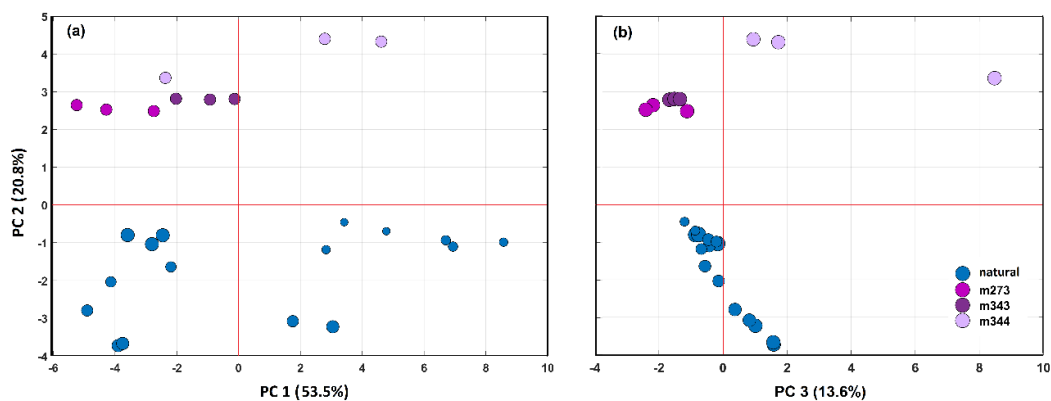 (a)
5
4
3
2
1
0
-1
-2
-3
-4
PC 2 (20.8%)
-6 -4 -2 0 2 4 6 8 10
PC 1 (53.5%)
(b)
natural
m273
m343
m344
-4 -2 0 2 4 6 8 10
PC 3 (13.6%)